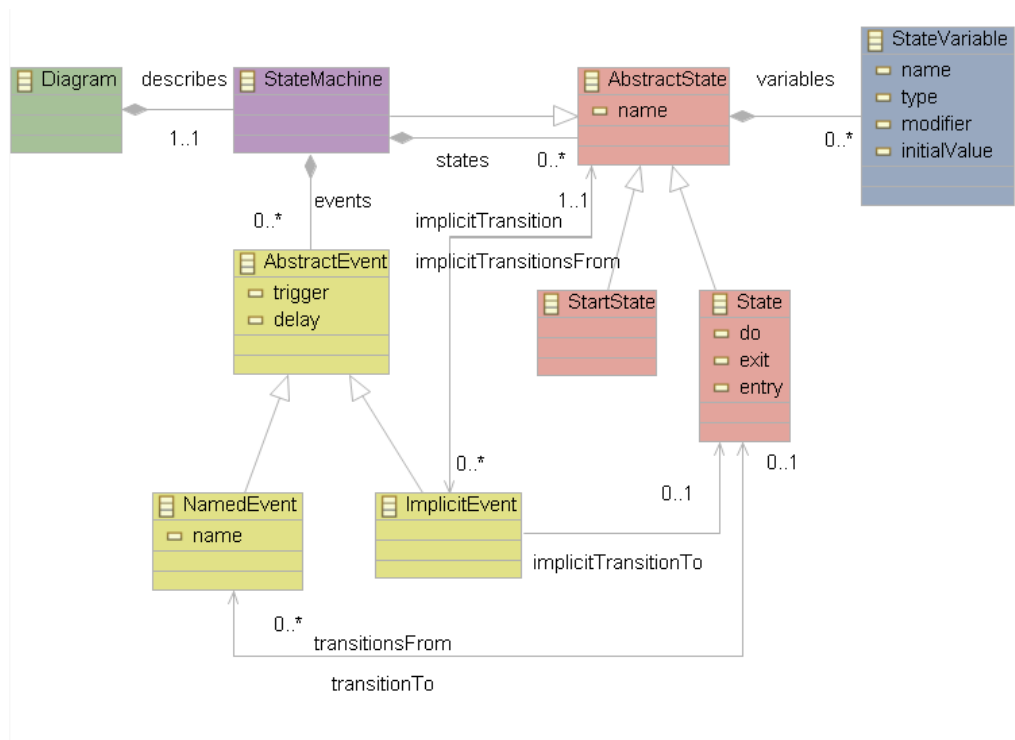 StateVariable
name
type
modifier
initialValue
Diagram
describes
1..1
StateMachine
AbstractState
name
variables
0..*
states
0..*
events
0..*
1..1
implicitTransition
implicitTransitionsFrom
AbstractEvent
trigger
delay
StartState
State
do
exit
entry
0..*
0..1
0..1
NamedEvent
name
ImplicitEvent
implicitTransitionTo
0..*
transitionsFrom
transitionTo